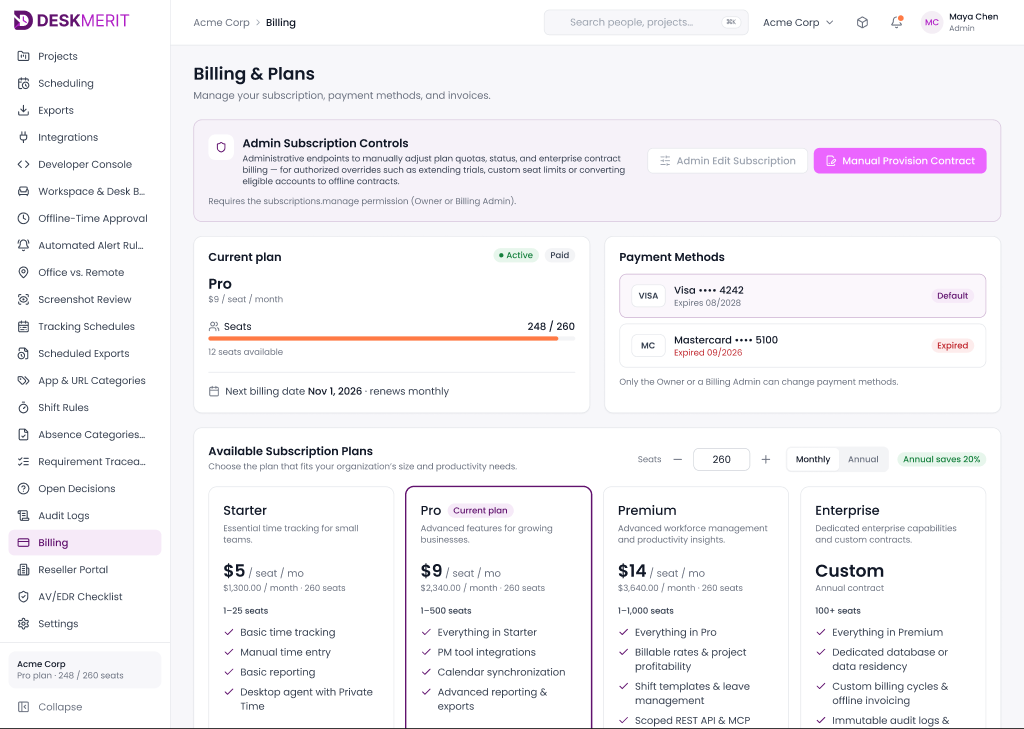 DESKMERIT
Projects
Scheduling
Exports
Integrations
Developer Console
Workspace & Desk B...
Offline-Time Approval
Automated Alert Rul...
Office vs. Remote
Screenshot Review
Tracking Schedules
Scheduled Exports
App & URL Categories
Shift Rules
Absence Categories...
Requirement Tracea...
Open Decisions
Audit Logs
Billing
Reseller Portal
AV/EDR Checklist
Settings
Acme Corp
Pro plan · 248 / 260 seats
Collapse
Acme Corp > Billing
Search people, projects... ⌘K
Acme Corp
MC
Maya Chen
Admin
Billing & Plans
Manage your subscription, payment methods, and invoices.
Admin Subscription Controls
Administrative endpoints to manually adjust plan quotas, status, and enterprise contract
billing — for authorized overrides such as extending trials, custom seat limits or converting
eligible accounts to offline contracts.
Requires the subscriptions.manage permission (Owner or Billing Admin).
Admin Edit Subscription
Manual Provision Contract
Current plan
Active
Paid
Pro
$9 / seat / month
Seats 248 / 260
12 seats available
Next billing date Nov 1, 2026 · renews monthly
Payment Methods
VISA
Visa •••• 4242
Expires 08/2028
Default
MC
Mastercard •••• 5100
Expired 09/2026
Expired
Only the Owner or a Billing Admin can change payment methods.
Available Subscription Plans
Choose the plan that fits your organization's size and productivity needs.
Seats — 260 +
Monthly Annual
Annual saves 20%
Starter
Essential time tracking for small
teams.
$5 / seat / mo
$1,300.00 / month · 260 seats
1–25 seats
Basic time tracking
Manual time entry
Basic reporting
Desktop agent with Private
Time
Pro Current plan
Advanced features for growing
businesses.
$9 / seat / mo
$2,340.00 / month · 260 seats
1–500 seats
Everything in Starter
PM tool integrations
Calendar synchronization
Advanced reporting &
exports
Premium
Advanced workforce management
and productivity insights.
$14 / seat / mo
$3,640.00 / month · 260 seats
1–1,000 seats
Everything in Pro
Billable rates & project
profitability
Shift templates & leave
management
Scoped REST API & MCP
Enterprise
Dedicated enterprise capabilities
and custom contracts.
Custom
Annual contract
100+ seats
Everything in Premium
Dedicated database or
data residency
Custom billing cycles &
offline invoicing
Immutable audit logs &